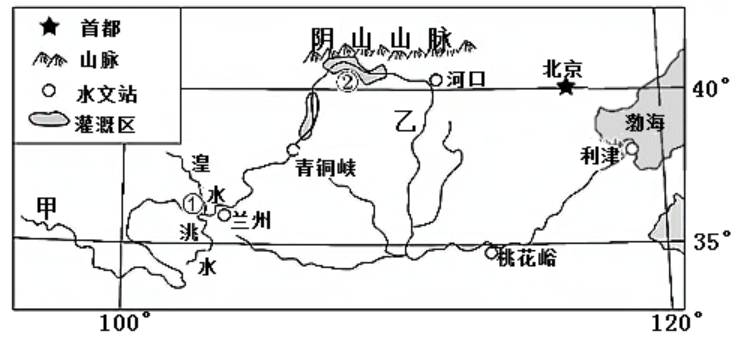 首都
山脉
水文站
灌溉区
阴山山脉
②
河口
北京
40°
渤海
乙
利津
青铜峡
湟水
甲
①
兰州
洮水
35°
桃花峪
100°
120°